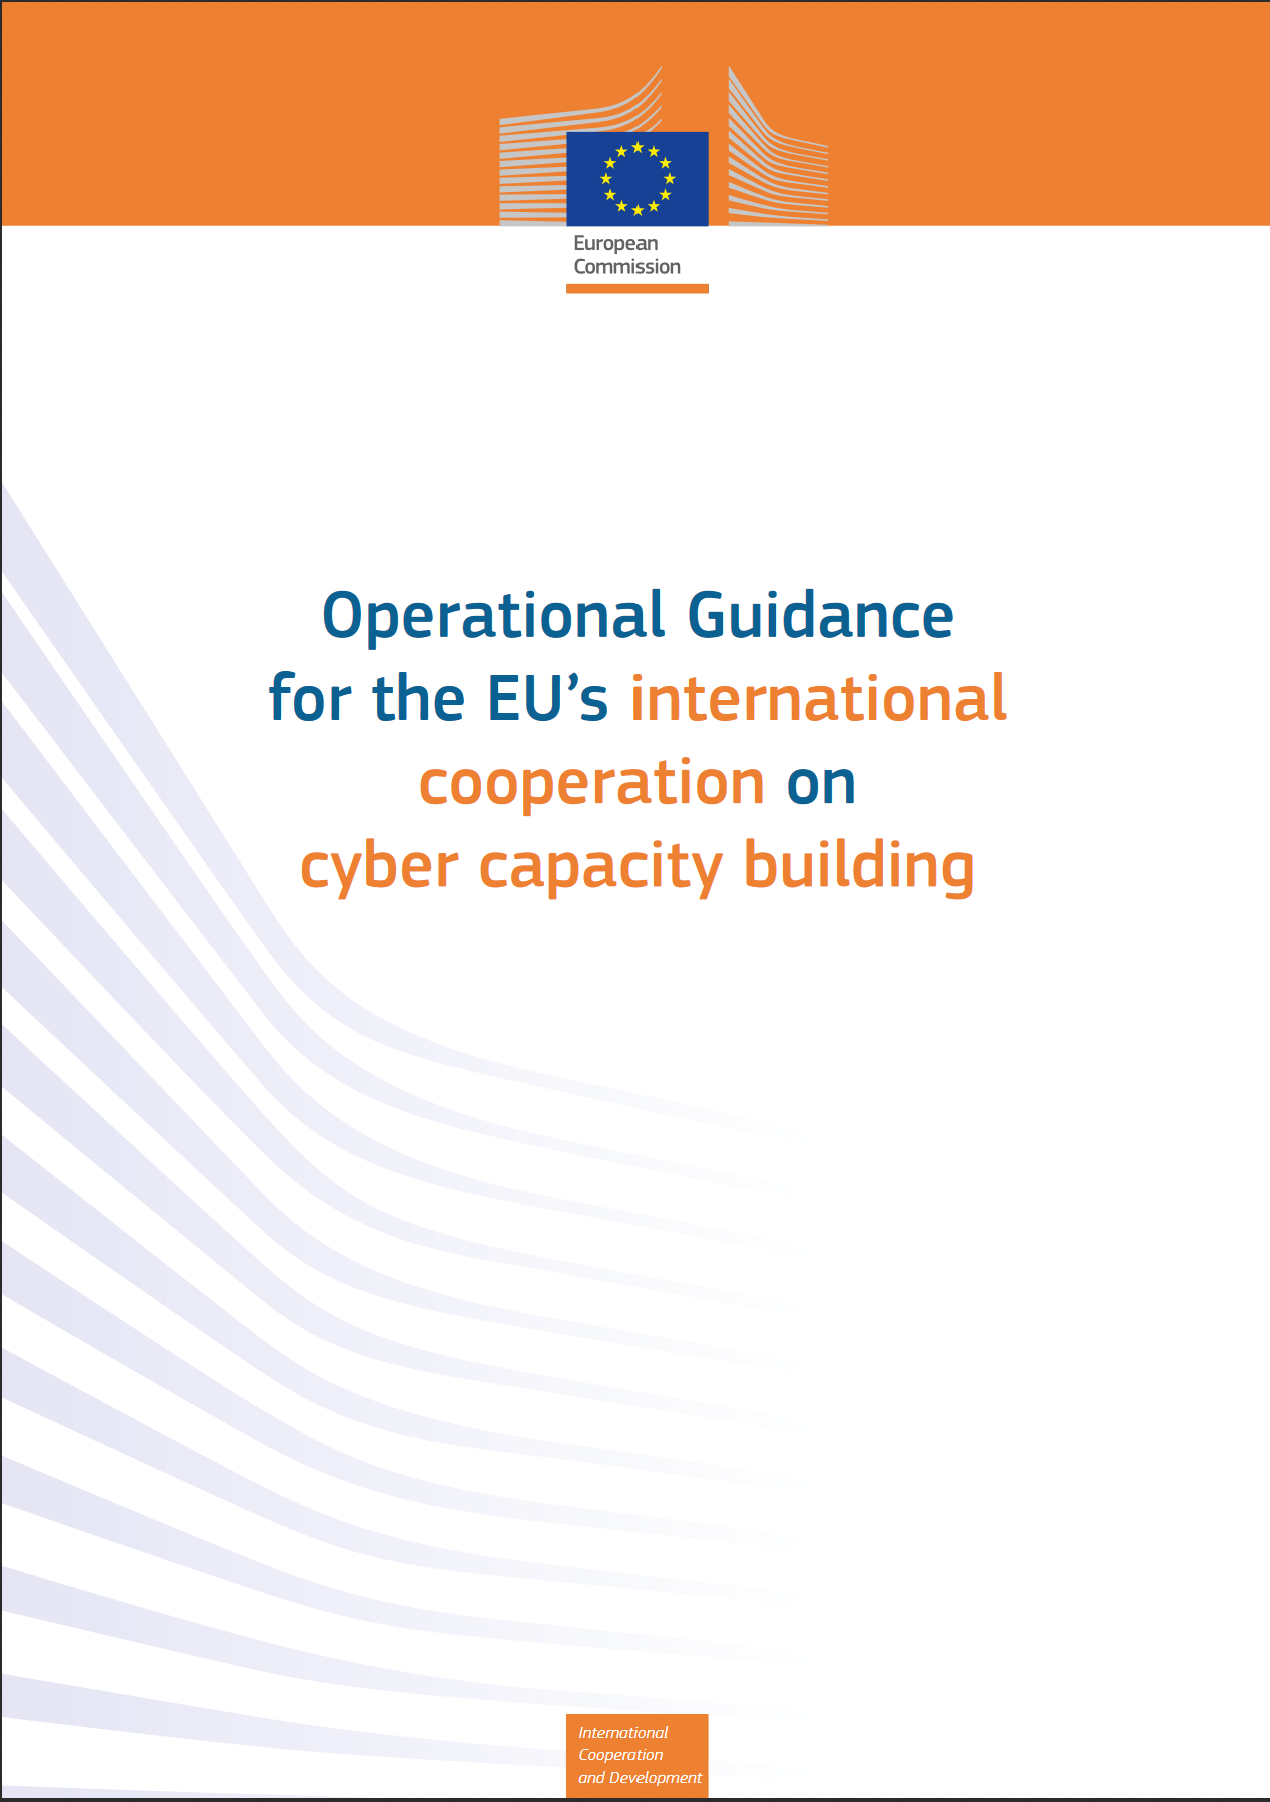 European
Commission
Operational Guidance
for the EU’s international
cooperation on
cyber capacity building
International
Cooperation
and Development